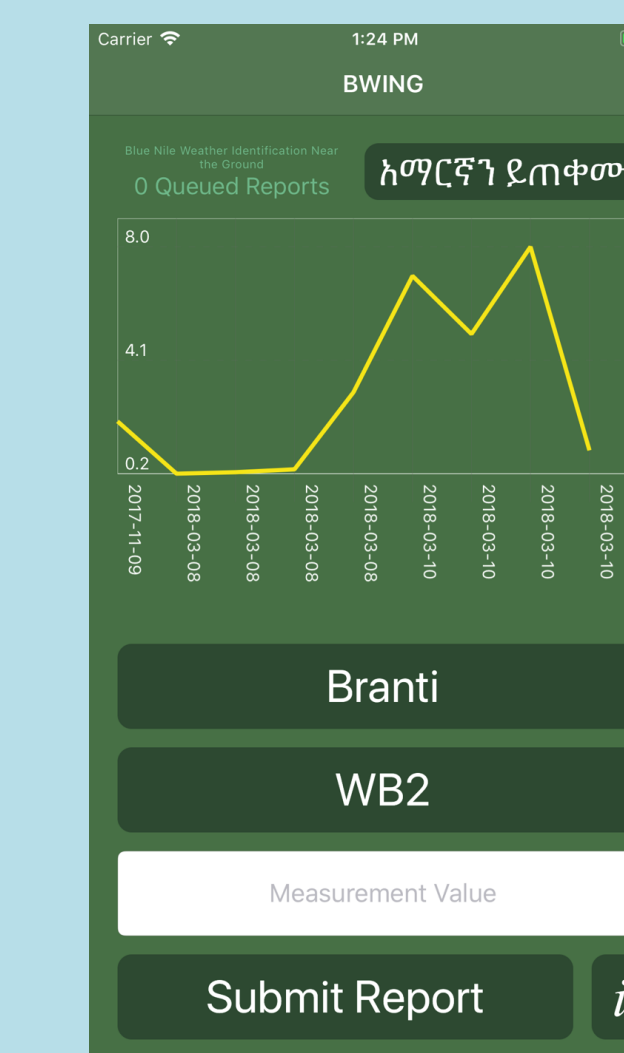 Carrier 1:24 PM
BWING
Blue Nile Weather Identification Near
the Ground
0 Queued Reports
አማርኛን ይጠቀሙ
8.0
4.1
0.2
2017-11-09
2018-03-08
2018-03-08
2018-03-08
2018-03-08
2018-03-10
2018-03-10
2018-03-10
2018-03-10
Branti
WB2
Measurement Value
Submit Report
i